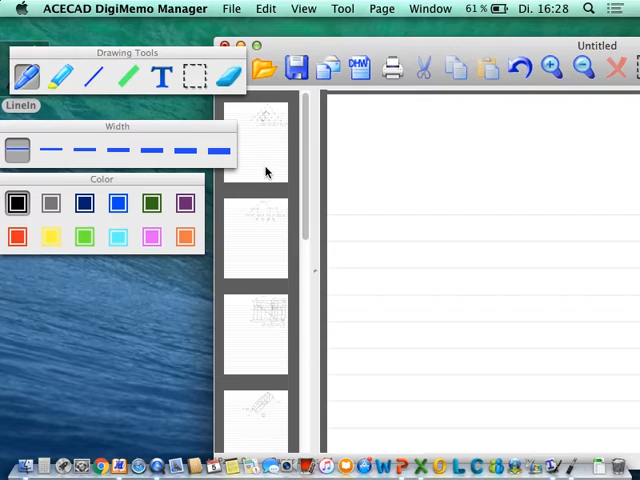 ACECAD DigiMemo Manager File Edit View Tool Page Window 61 % Di. 16:28
Drawing Tools
Untitled
T
DHW
LineIn
Width
Color